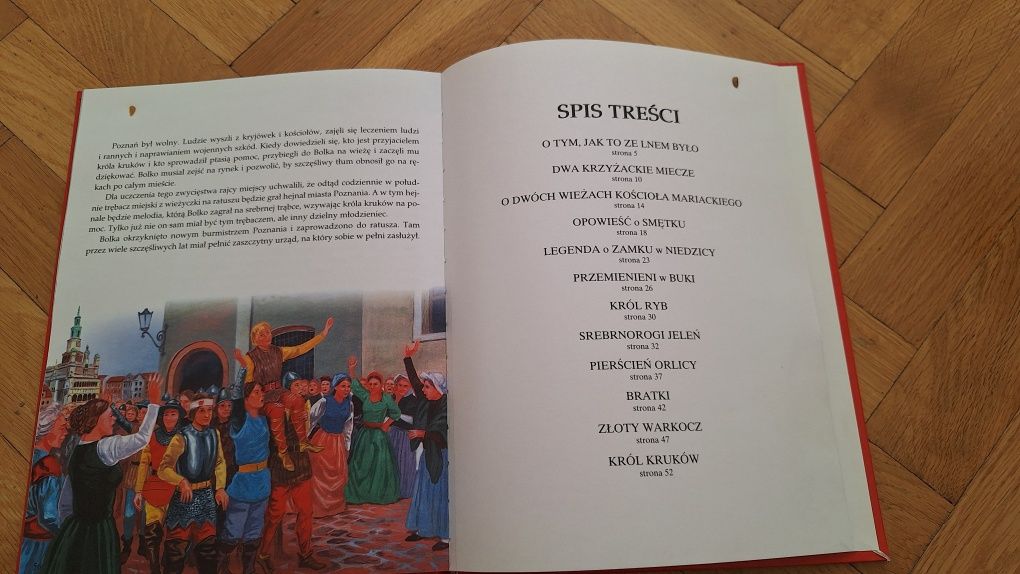 Poznań był wolny. Ludzie wyszli z kryjówek i kościołów, zajęli się leczeniem ludzi
i rannych i naprawianiem wojennych szkód. Kiedy dowiedzieli się, kto jest przyjacielem
króla kruków i kto sprowadził ptasią pomoc, przybiegli do Bolka na wieżę i zaczęli mu
dziękować. Bolko musiał zejść na rynek i pozwolić, by szczęśliwy tłum obnosił go na rę-
kach po całym mieście.
Dla uczczenia tego zwycięstwa rajcy miejscy uchwalili, że odtąd codziennie w połud-
nie trębacz miejski z wieżyczki na ratuszu będzie grał hejnał miasta Poznania. A w tym hej-
nale będzie melodia, którą Bolko zagrał na srebrnej trąbce, wzywając króla kruków na po-
moc. Tylko już nie on sam miał być tym trębaczem, ale inny dzielny młodzieniec.
Bolka okrzyknięto nowym burmistrzem Poznania i zaprowadzono do ratusza. Tam
przez wiele szczęśliwych lat miał pełnić zaszczytny urząd, na który sobie w pełni zasłużył.
SPIS TREŚCI
O TYM, JAK TO ZE LNEM BYŁO
strona 5
DWA KRZYŻACKIE MIECZE
strona 10
O DWÓCH WIEŻACH KOŚCIOŁA MARIACKIEGO
strona 14
OPOWIEŚĆ o SMĘTKU
strona 18
LEGENDA o ZAMKU w NIEDZICY
strona 23
PRZEMIENIENI w BUKI
strona 26
KRÓL RYB
strona 30
SREBRNOROGI JELEŃ
strona 32
PIERŚCIEŃ ORLICY
strona 37
BRATKI
strona 42
ZŁOTY WARKOCZ
strona 47
KRÓL KRUKÓW
strona 52